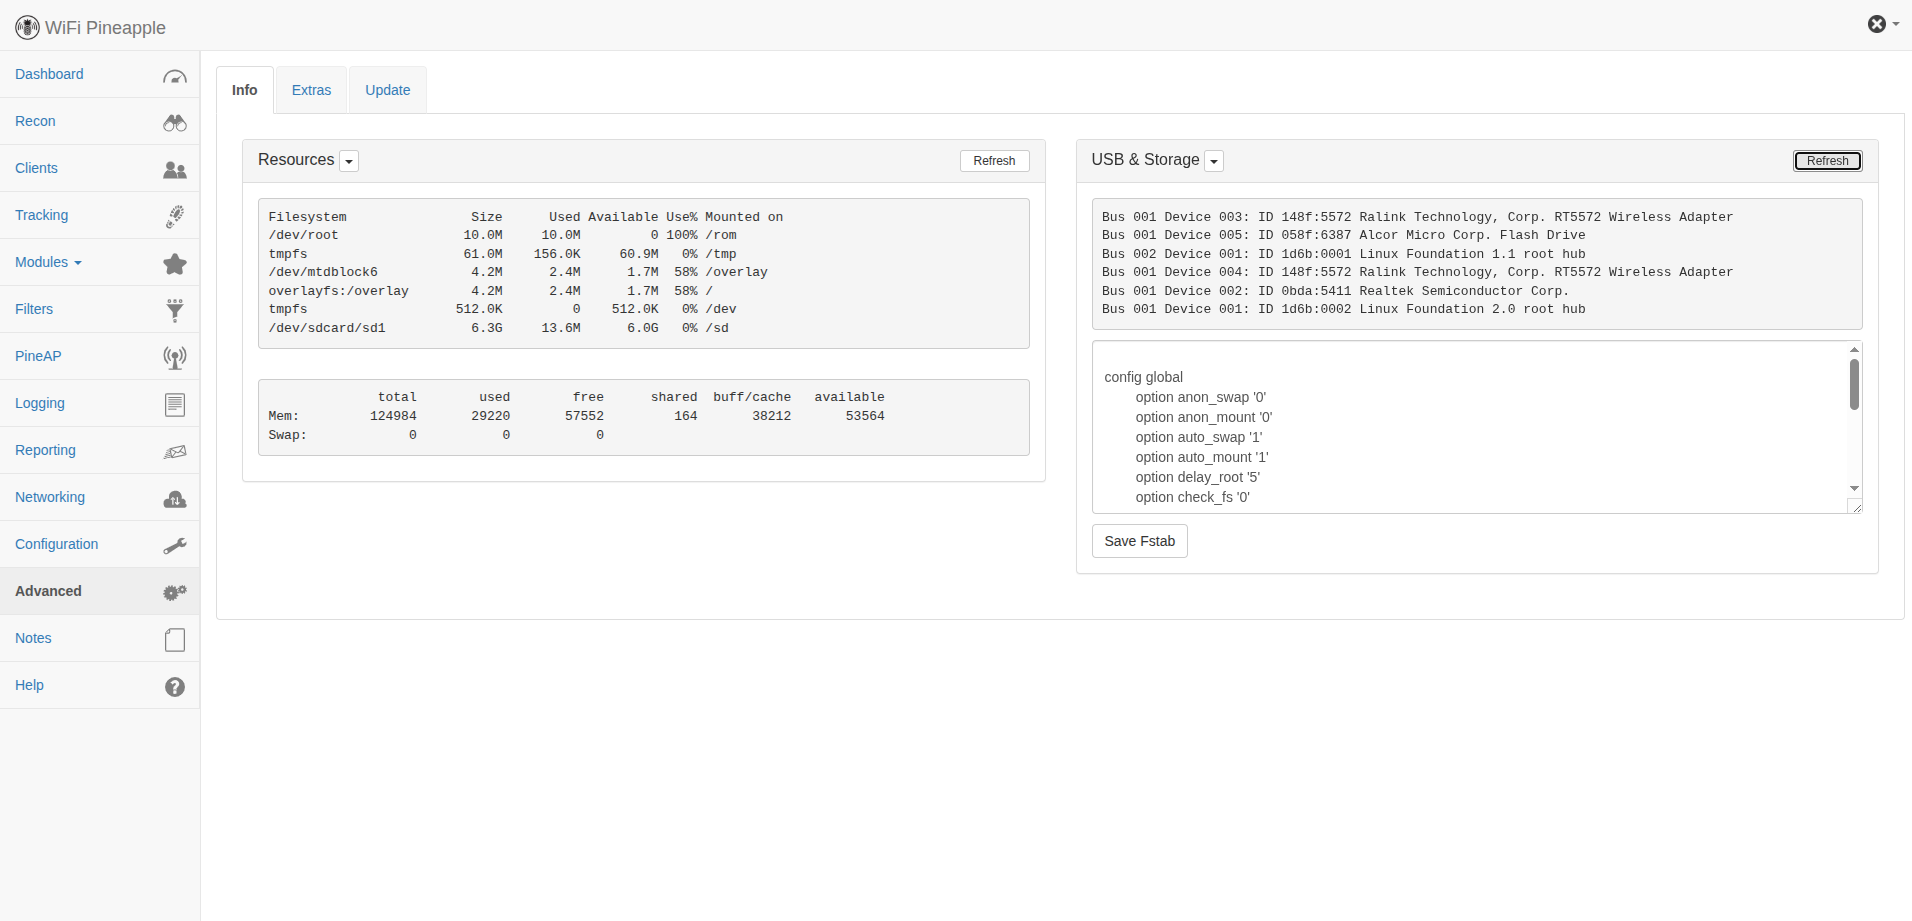 WiFi Pineapple
Dashboard
Recon
Clients
Tracking
Modules
Filters
PineAP
Logging
Reporting
Networking
Configuration
Advanced
Notes
Help
Info Extras Update
Resources Refresh
Filesystem Size Used Available Use% Mounted on
/dev/root 10.0M 10.0M 0 100% /rom
tmpfs 61.0M 156.0K 60.9M 0% /tmp
/dev/mtdblock6 4.2M 2.4M 1.7M 58% /overlay
overlayfs:/overlay 4.2M 2.4M 1.7M 58% /
tmpfs 512.0K 0 512.0K 0% /dev
/dev/sdcard/sd1 6.3G 13.6M 6.0G 0% /sd
total used free shared buff/cache available
Mem: 124984 29220 57552 164 38212 53564
Swap: 0 0 0
USB & Storage Refresh
Bus 001 Device 003: ID 148f:5572 Ralink Technology, Corp. RT5572 Wireless Adapter
Bus 001 Device 005: ID 058f:6387 Alcor Micro Corp. Flash Drive
Bus 002 Device 001: ID 1d6b:0001 Linux Foundation 1.1 root hub
Bus 001 Device 004: ID 148f:5572 Ralink Technology, Corp. RT5572 Wireless Adapter
Bus 001 Device 002: ID 0bda:5411 Realtek Semiconductor Corp.
Bus 001 Device 001: ID 1d6b:0002 Linux Foundation 2.0 root hub
config global
option anon_swap '0'
option anon_mount '0'
option auto_swap '1'
option auto_mount '1'
option delay_root '5'
option check_fs '0'
Save Fstab